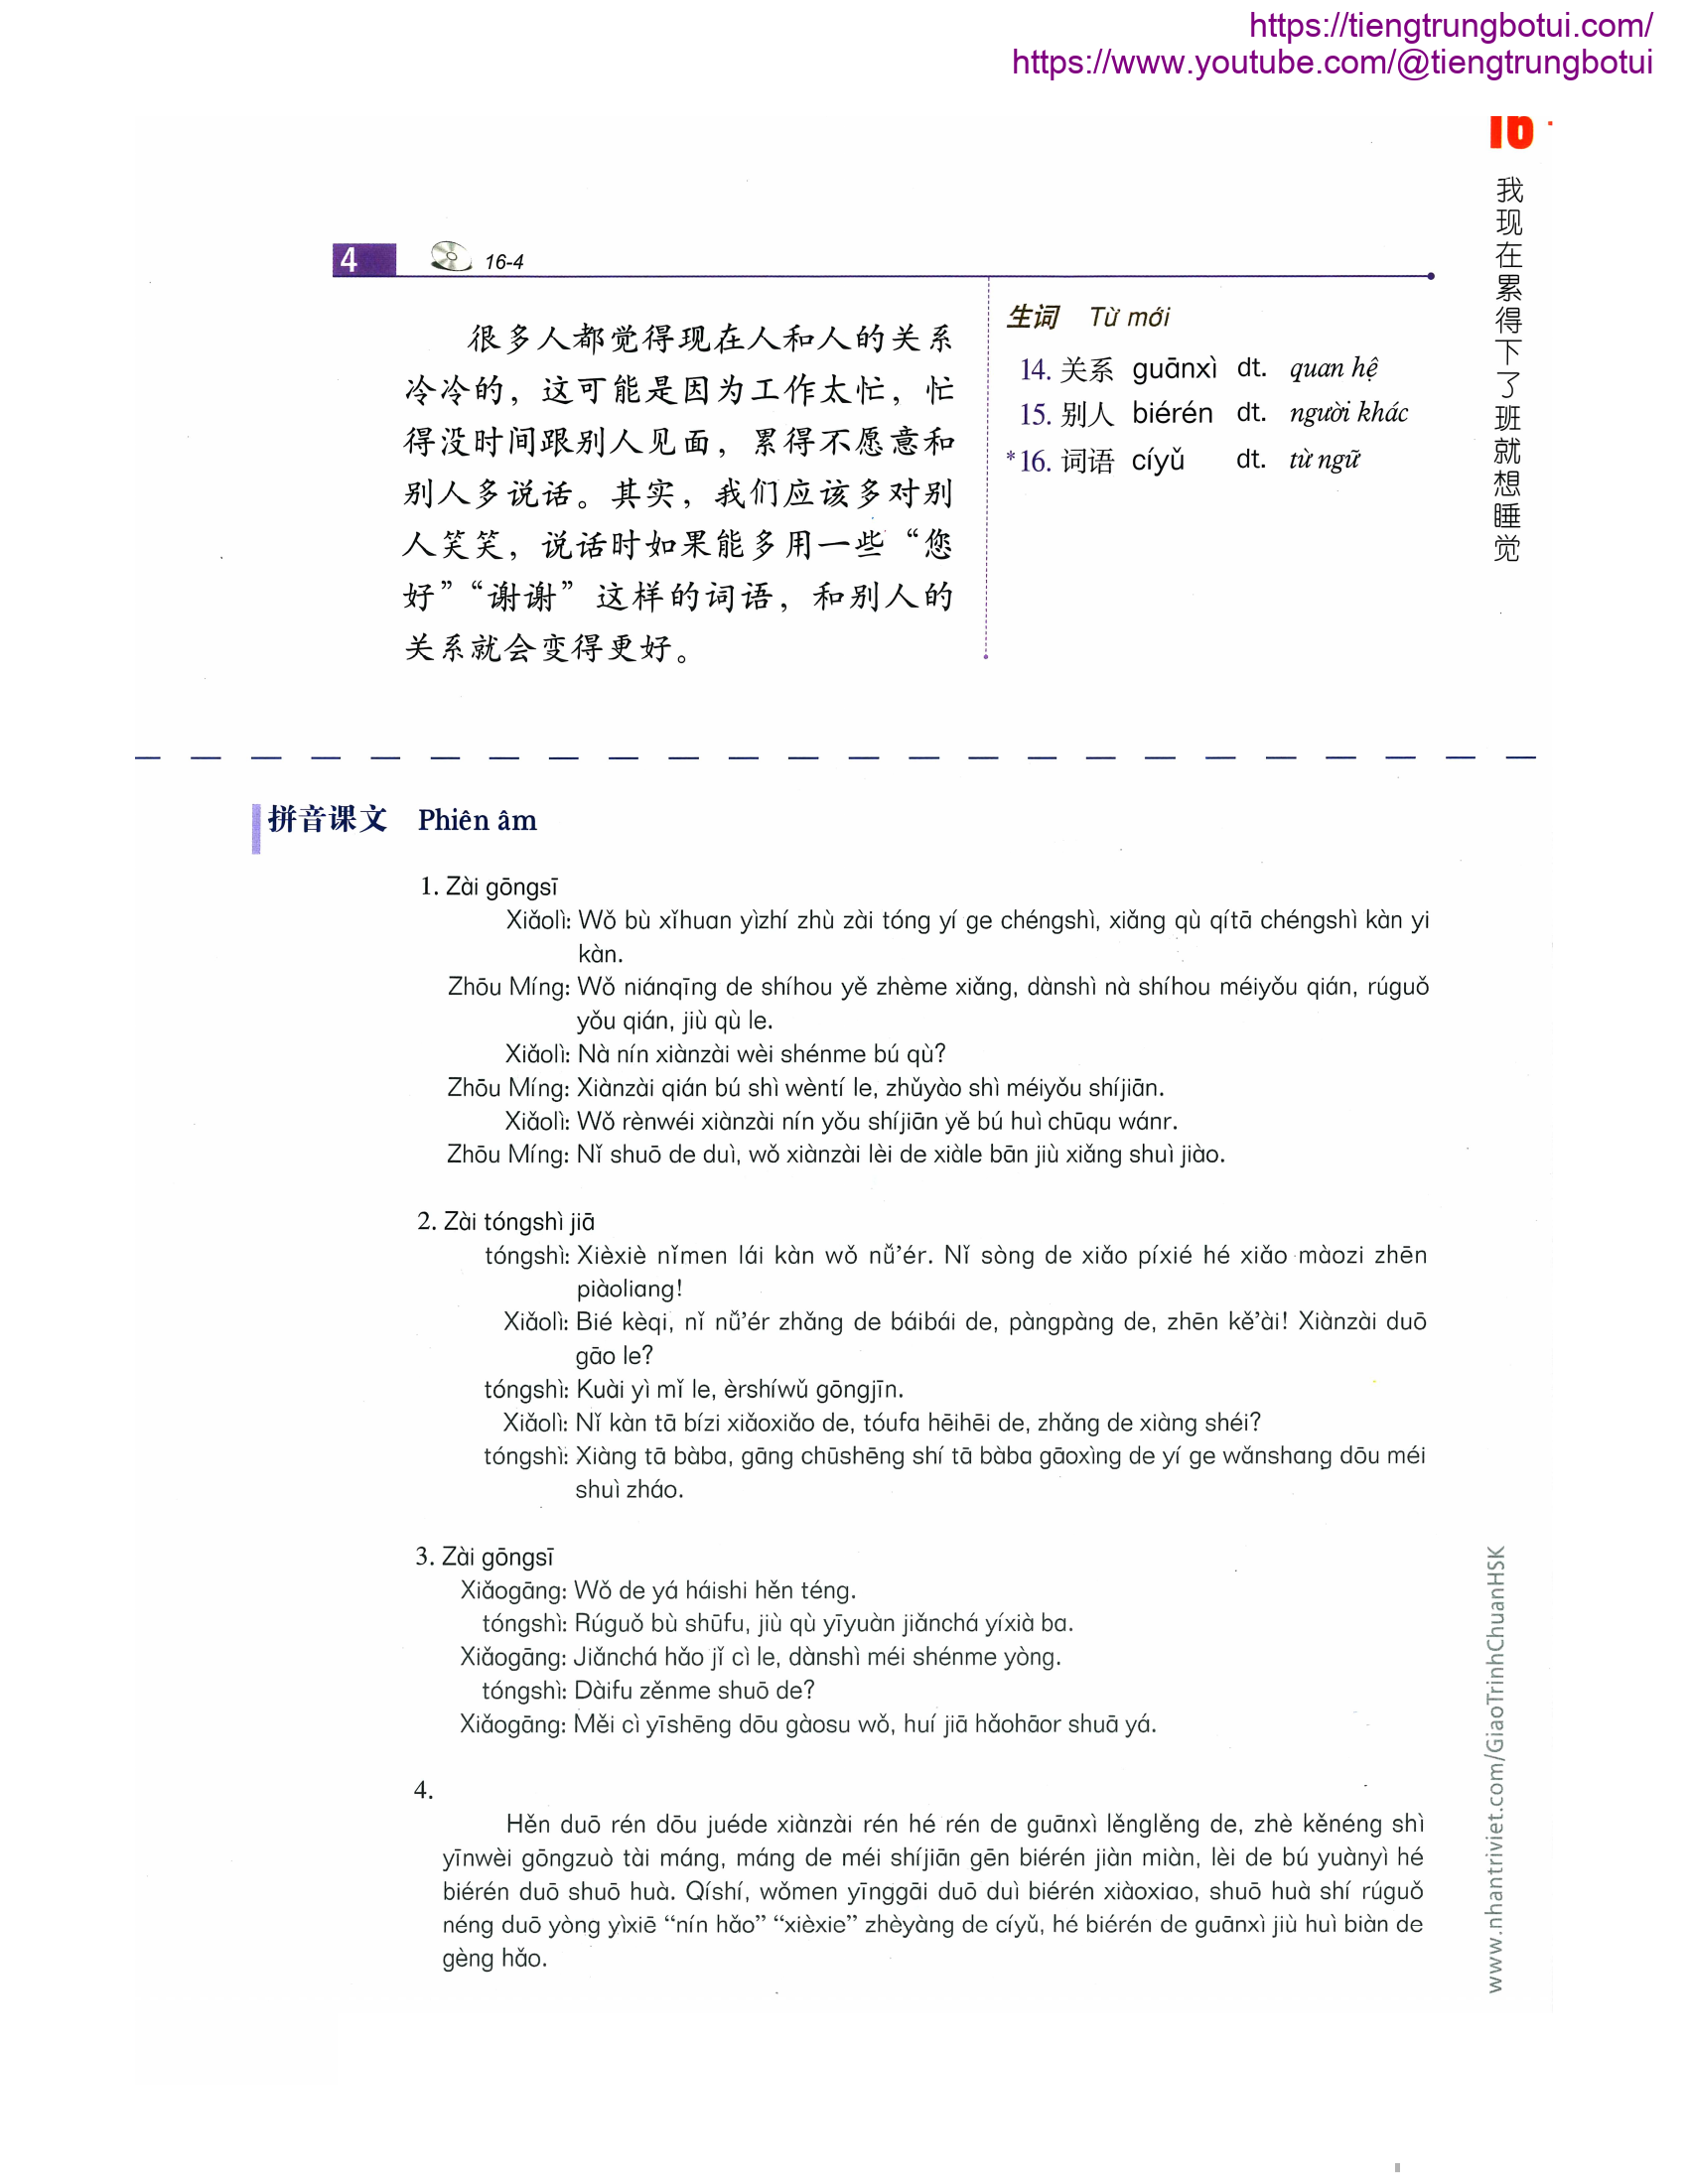 https://tiengtrungbotui.com/
https://www.youtube.com/@tiengtrungbotui
16
我现在累得下了班就想睡觉
4
16-4
很多人都觉得现在人和人的关系
冷冷的，这可能是因为工作太忙，忙
得没时间跟别人见面，累得不愿意和
别人多说话。其实，我们应该多对别
人笑笑，说话时如果能多用一些“您
好”“谢谢”这样的词语，和别人的
关系就会变得更好。
生词 Từ mới
14. 关系 guānxì dt. quan hệ
15. 别人 biérén dt. người khác
*16. 词语 cíyǔ dt. từ ngữ
拼音课文 Phiên âm
1. Zài gōngsī
Xiǎolì: Wǒ bù xǐhuan yìzhí zhù zài tóng yí ge chéngshì, xiǎng qù qítā chéngshì kàn yi
kàn.
Zhōu Míng: Wǒ niánqīng de shíhou yě zhème xiǎng, dànshì nà shíhou méiyǒu qián, rúguǒ
yǒu qián, jiù qù le.
Xiǎolì: Nà nín xiànzài wèi shénme bú qù?
Zhōu Míng: Xiànzài qián bú shì wèntí le, zhǔyào shì méiyǒu shíjiān.
Xiǎolì: Wǒ rènwéi xiànzài nín yǒu shíjiān yě bú huì chūqu wánr.
Zhōu Míng: Nǐ shuō de duì, wǒ xiànzài lèi de xiàle bān jiù xiǎng shuì jiào.
2. Zài tóngshì jiā
tóngshì: Xièxiè nǐmen lái kàn wǒ nǚ’ér. Nǐ sòng de xiǎo píxié hé xiǎo màozi zhēn
piàoliang!
Xiǎolì: Bié kèqi, nǐ nǚ’ér zhǎng de báibái de, pàngpàng de, zhēn kě’ài! Xiànzài duō
gāo le?
tóngshì: Kuài yì mǐ le, èrshíwǔ gōngjīn.
Xiǎolì: Nǐ kàn tā bízi xiǎoxiǎo de, tóufa hēihēi de, zhǎng de xiàng shéi?
tóngshì: Xiàng tā bàba, gāng chūshēng shí tā bàba gāoxìng de yí ge wǎnshang dōu méi
shuì zháo.
3. Zài gōngsī
Xiǎogāng: Wǒ de yá háishi hěn téng.
tóngshì: Rúguǒ bù shūfu, jiù qù yīyuàn jiǎnchá yíxià ba.
Xiǎogāng: Jiǎnchá hǎo jǐ cì le, dànshì méi shénme yòng.
tóngshì: Dàifu zěnme shuō de?
Xiǎogāng: Měi cì yīshēng dōu gàosu wǒ, huí jiā hǎohāor shuā yá.
4.
Hěn duō rén dōu juéde xiànzài rén hé rén de guānxì lěnglěng de, zhè kěnéng shì
yīnwèi gōngzuò tài máng, máng de méi shíjiān gēn biérén jiàn miàn, lèi de bú yuànyì hé
biérén duō shuō huà. Qíshí, wǒmen yīnggāi duō duì biérén xiàoxiao, shuō huà shí rúguǒ
néng duō yòng yìxiē “nín hǎo” “xièxie” zhèyàng de cíyǔ, hé biérén de guānxì jiù huì biàn de
gèng hǎo.
www.nhantriviet.com/GiaoTrinhChuanHSK